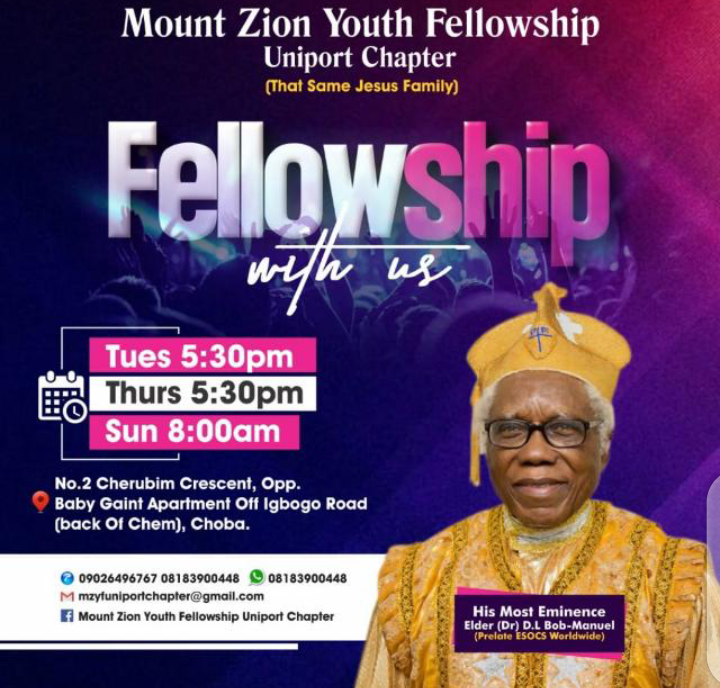 Mount Zion Youth Fellowship
Uniport Chapter
(That Same Jesus Family)
Fellowship
with us
Tues 5:30pm
Thurs 5:30pm
Sun 8:00am
No.2 Cherubim Crescent, Opp.
Baby Gaint Apartment Off Igbogo Road
(back Of Chem), Choba.
09026496767 08183900448 08183900448
mzyfuniportchapter@gmail.com
Mount Zion Youth Fellowship Uniport Chapter
His Most Eminence
Elder (Dr) D.L Bob-Manuel
(Prelate ESOCS Worldwide)